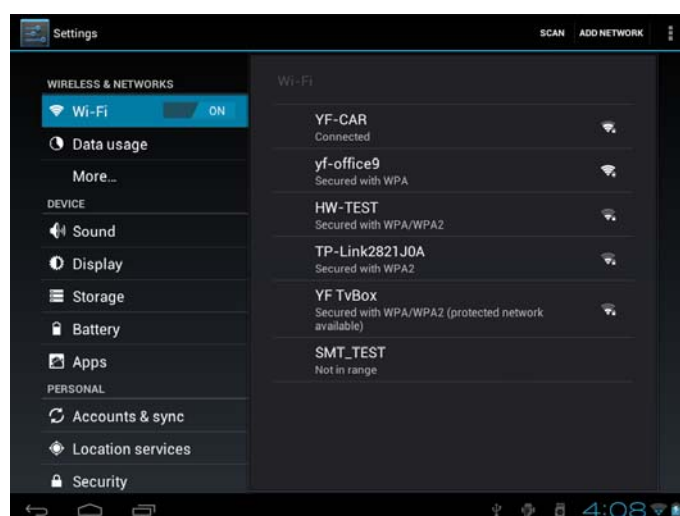 Settings
SCAN ADD NETWORK
WIRELESS & NETWORKS
Wi-Fi ON
Data usage
More...
DEVICE
Sound
Display
Storage
Battery
Apps
PERSONAL
Accounts & sync
Location services
Security
Wi-Fi
YF-CAR
Connected
yf-office9
Secured with WPA
HW-TEST
Secured with WPA/WPA2
TP-Link2821J0A
Secured with WPA2
YF TvBox
Secured with WPA/WPA2 (protected network
available)
SMT_TEST
Not in range
4:08